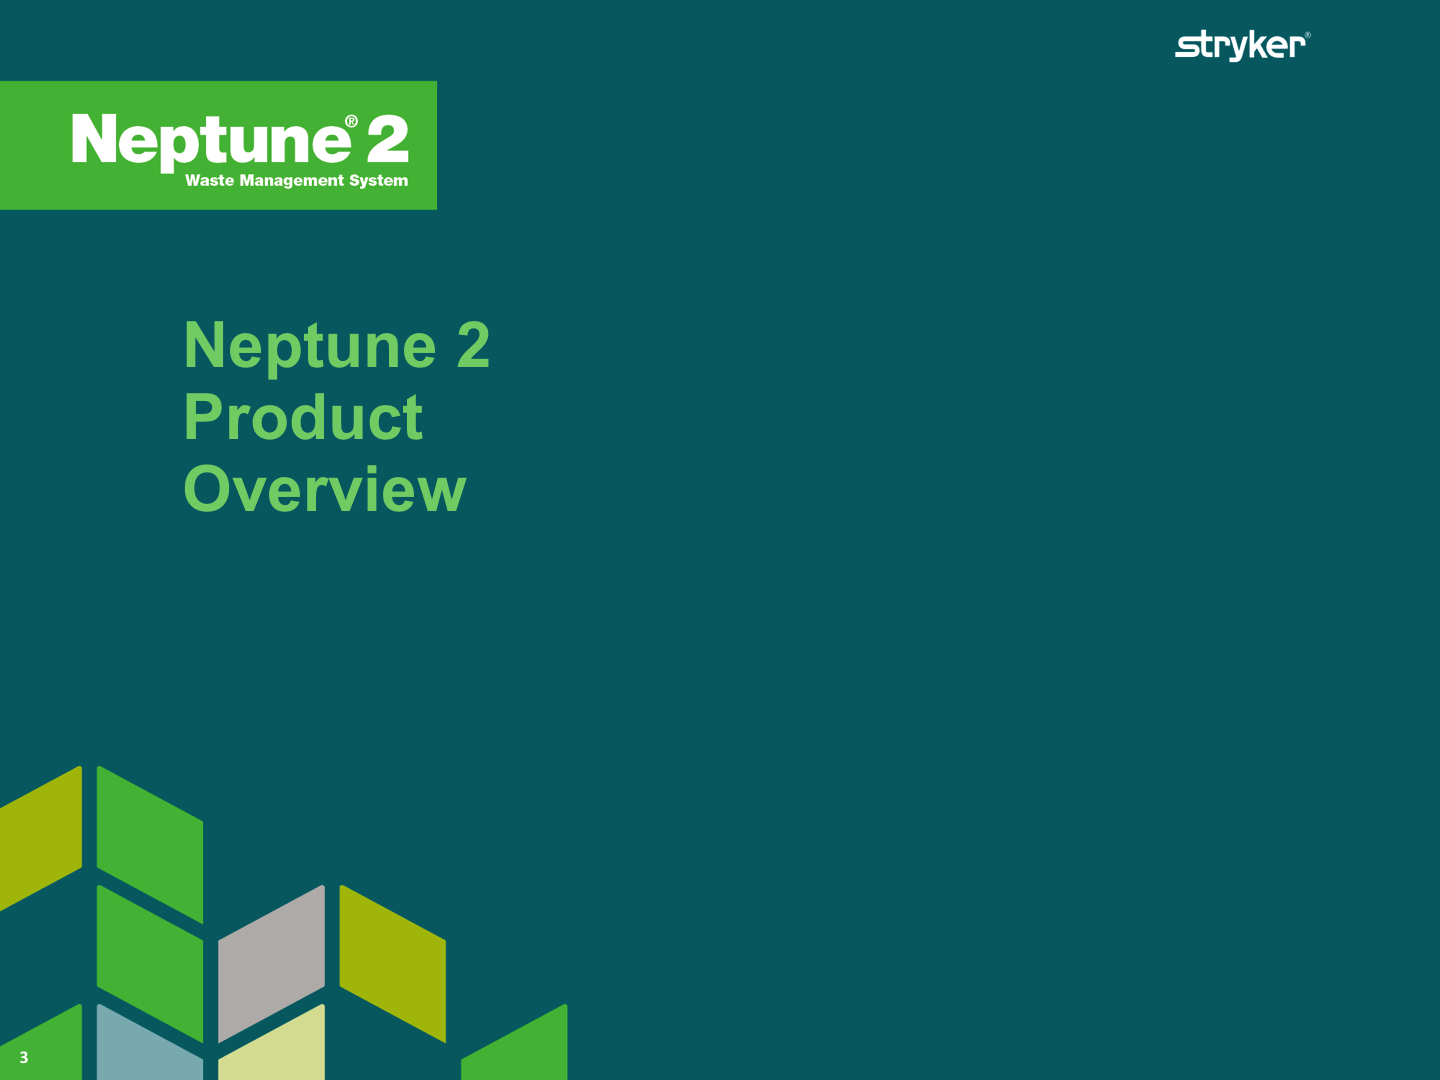 stryker®
Neptune® 2
Waste Management System
Neptune 2
Product
Overview
3